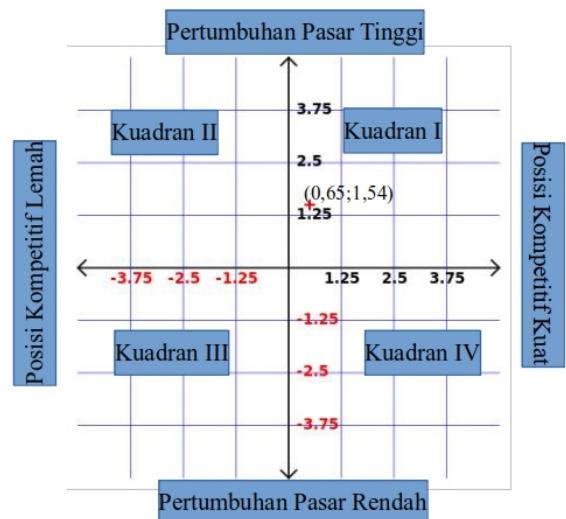 Pertumbuhan Pasar Tinggi
3.75
Kuadran II
Kuadran I
2.5
(0,65;1,54)
1.25
Posisi Kompetitif Lemah
Posisi Kompetitif Kuat
-3.75 -2.5 -1.25 1.25 2.5 3.75
-1.25
Kuadran III
Kuadran IV
-2.5
-3.75
Pertumbuhan Pasar Rendah